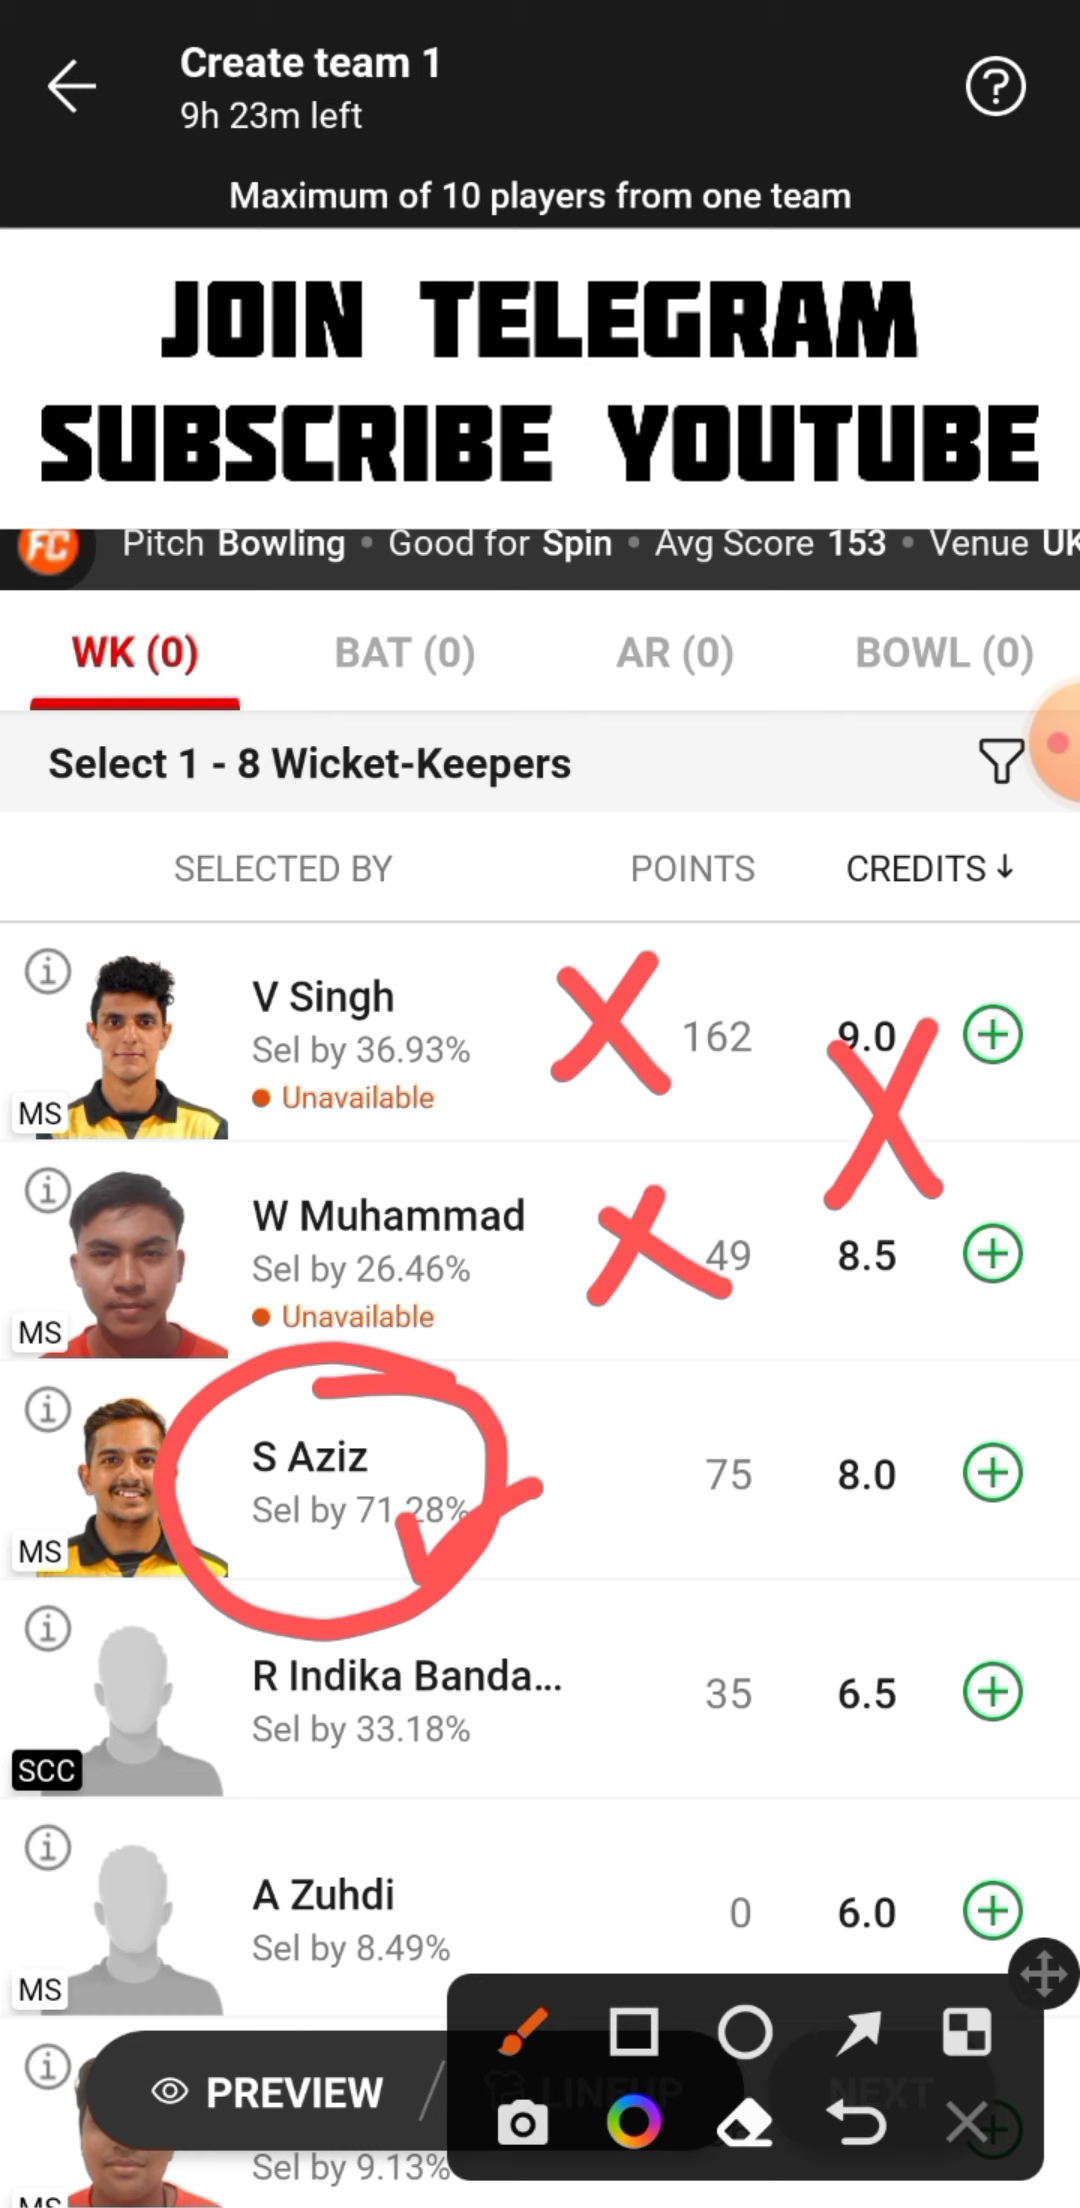 Create team 1
9h 23m left
Maximum of 10 players from one team
JOIN TELEGRAM
SUBSCRIBE YOUTUBE
FC Pitch Bowling • Good for Spin • Avg Score 153 • Venue UK
WK (0) BAT (0) AR (0) BOWL (0)
Select 1 - 8 Wicket-Keepers
SELECTED BY POINTS CREDITS ↓
V Singh
Sel by 36.93% 162 9.0
Unavailable
MS
W Muhammad
Sel by 26.46% 49 8.5
Unavailable
MS
S Aziz
Sel by 71.28% 75 8.0
MS
R Indika Banda...
Sel by 33.18% 35 6.5
SCC
A Zuhdi
Sel by 8.49% 0 6.0
MS
PREVIEW LINEUP NEXT
Sel by 9.13%
MS